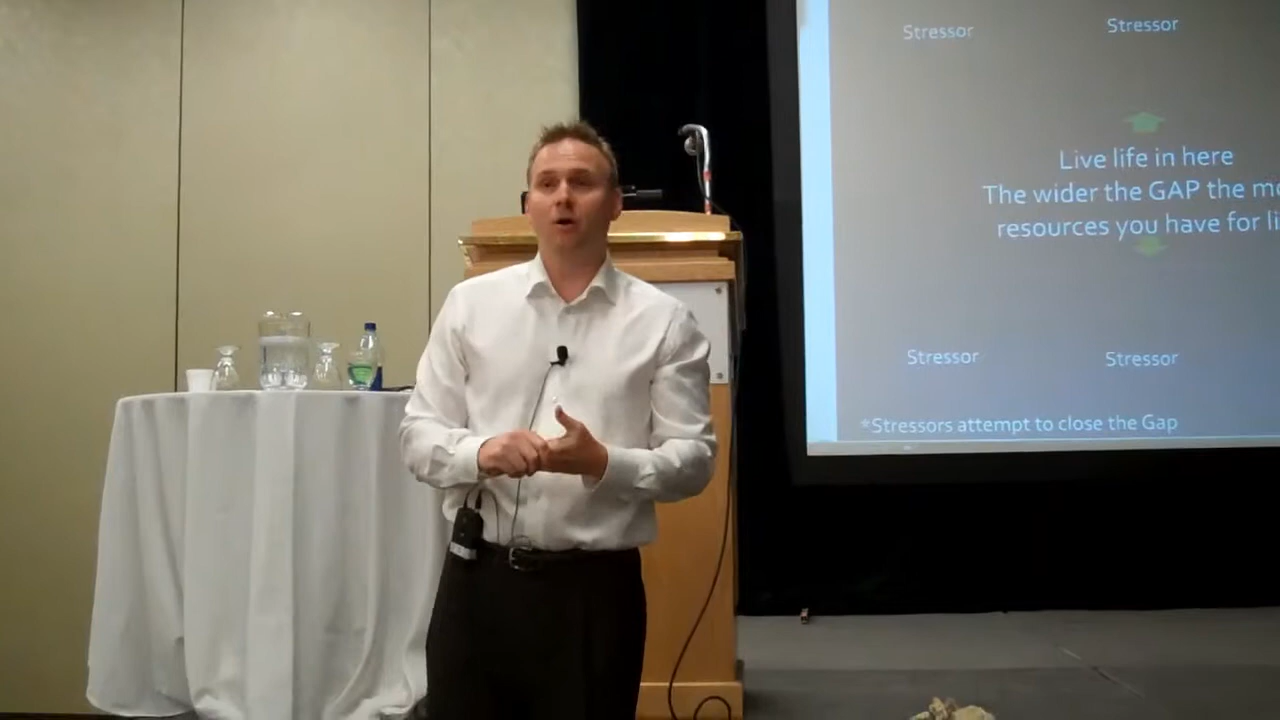 Stressor Stressor
Live life in here
The wider the GAP the
resources you have for
Stressor Stressor
*Stressors attempt to close the Gap